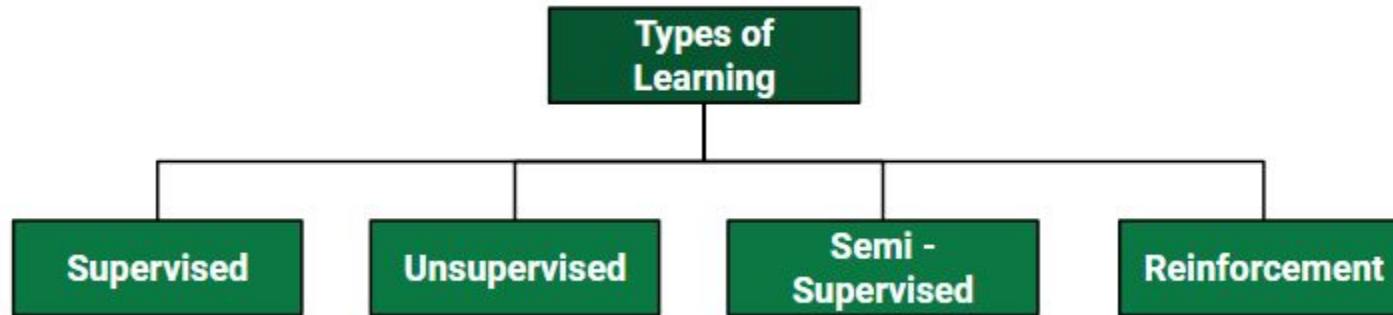 Types of
Learning
Supervised
Unsupervised
Semi -
Supervised
Reinforcement